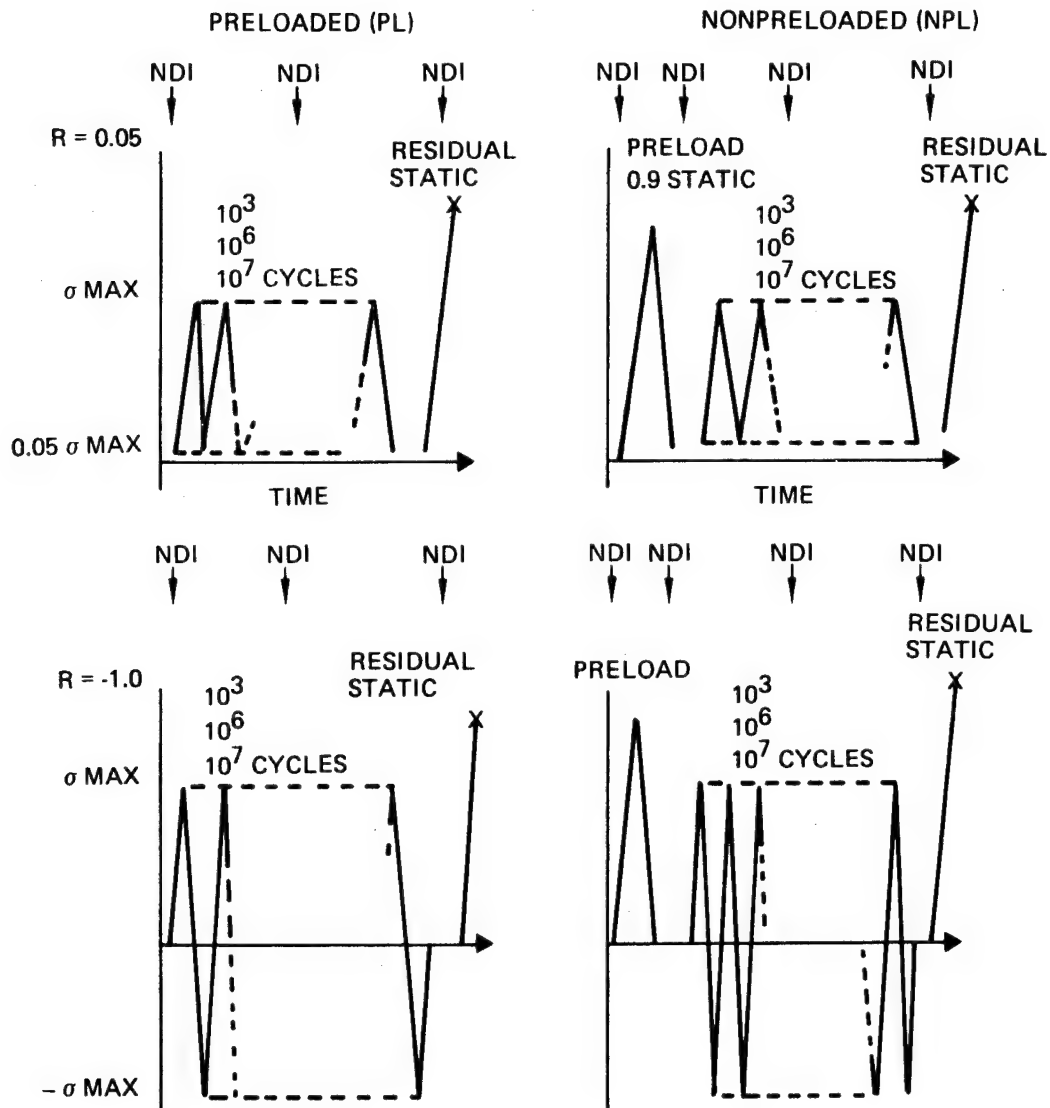 PRELOADED (PL)
NONPRELOADED (NPL)
NDI NDI NDI
NDI NDI NDI NDI
R = 0.05
RESIDUAL
STATIC
10³
10⁶
10⁷ CYCLES
σ MAX
0.05 σ MAX
TIME
PRELOAD
0.9 STATIC
RESIDUAL
STATIC
10³
10⁶
10⁷ CYCLES
TIME
NDI NDI NDI
NDI NDI NDI NDI
R = -1.0
RESIDUAL
STATIC
10³
10⁶
10⁷ CYCLES
σ MAX
– σ MAX
PRELOAD
RESIDUAL
STATIC
10³
10⁶
10⁷ CYCLES